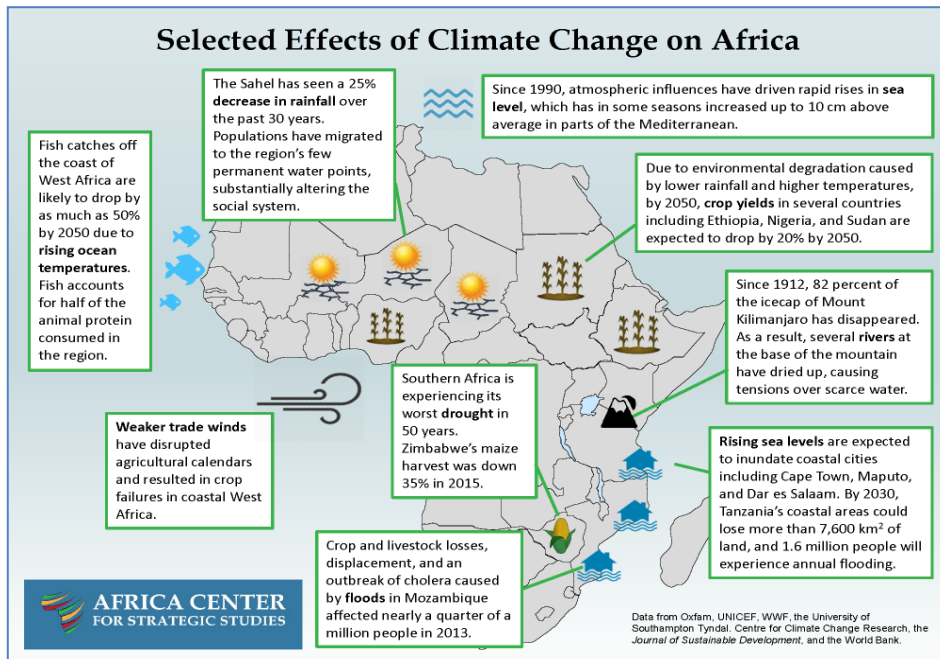 Selected Effects of Climate Change on Africa
The Sahel has seen a 25%
decrease in rainfall over
the past 30 years.
Populations have migrated
to the region's few
permanent water points,
substantially altering the
social system.
Since 1990, atmospheric influences have driven rapid rises in sea
level, which has in some seasons increased up to 10 cm above
average in parts of the Mediterranean.
Fish catches off
the coast of
West Africa are
likely to drop by
as much as 50%
by 2050 due to
rising ocean
temperatures.
Fish accounts
for half of the
animal protein
consumed in
the region.
Due to environmental degradation caused
by lower rainfall and higher temperatures,
by 2050, crop yields in several countries
including Ethiopia, Nigeria, and Sudan are
expected to drop by 20% by 2050.
Since 1912, 82 percent of
the icecap of Mount
Kilimanjaro has disappeared.
As a result, several rivers at
the base of the mountain
have dried up, causing
tensions over scarce water.
Southern Africa is
experiencing its
worst drought in
50 years.
Zimbabwe's maize
harvest was down
35% in 2015.
Weaker trade winds
have disrupted
agricultural calendars
and resulted in crop
failures in coastal West
Africa.
Rising sea levels are expected
to inundate coastal cities
including Cape Town, Maputo,
and Dar es Salaam. By 2030,
Tanzania's coastal areas could
lose more than 7,600 km² of
land, and 1.6 million people will
experience annual flooding.
Crop and livestock losses,
displacement, and an
outbreak of cholera caused
by floods in Mozambique
affected nearly a quarter of a
million people in 2013.
AFRICA CENTER
FOR STRATEGIC STUDIES
Data from Oxfam, UNICEF, WWF, the University of
Southampton Tyndal. Centre for Climate Change Research, the
Journal of Sustainable Development, and the World Bank.